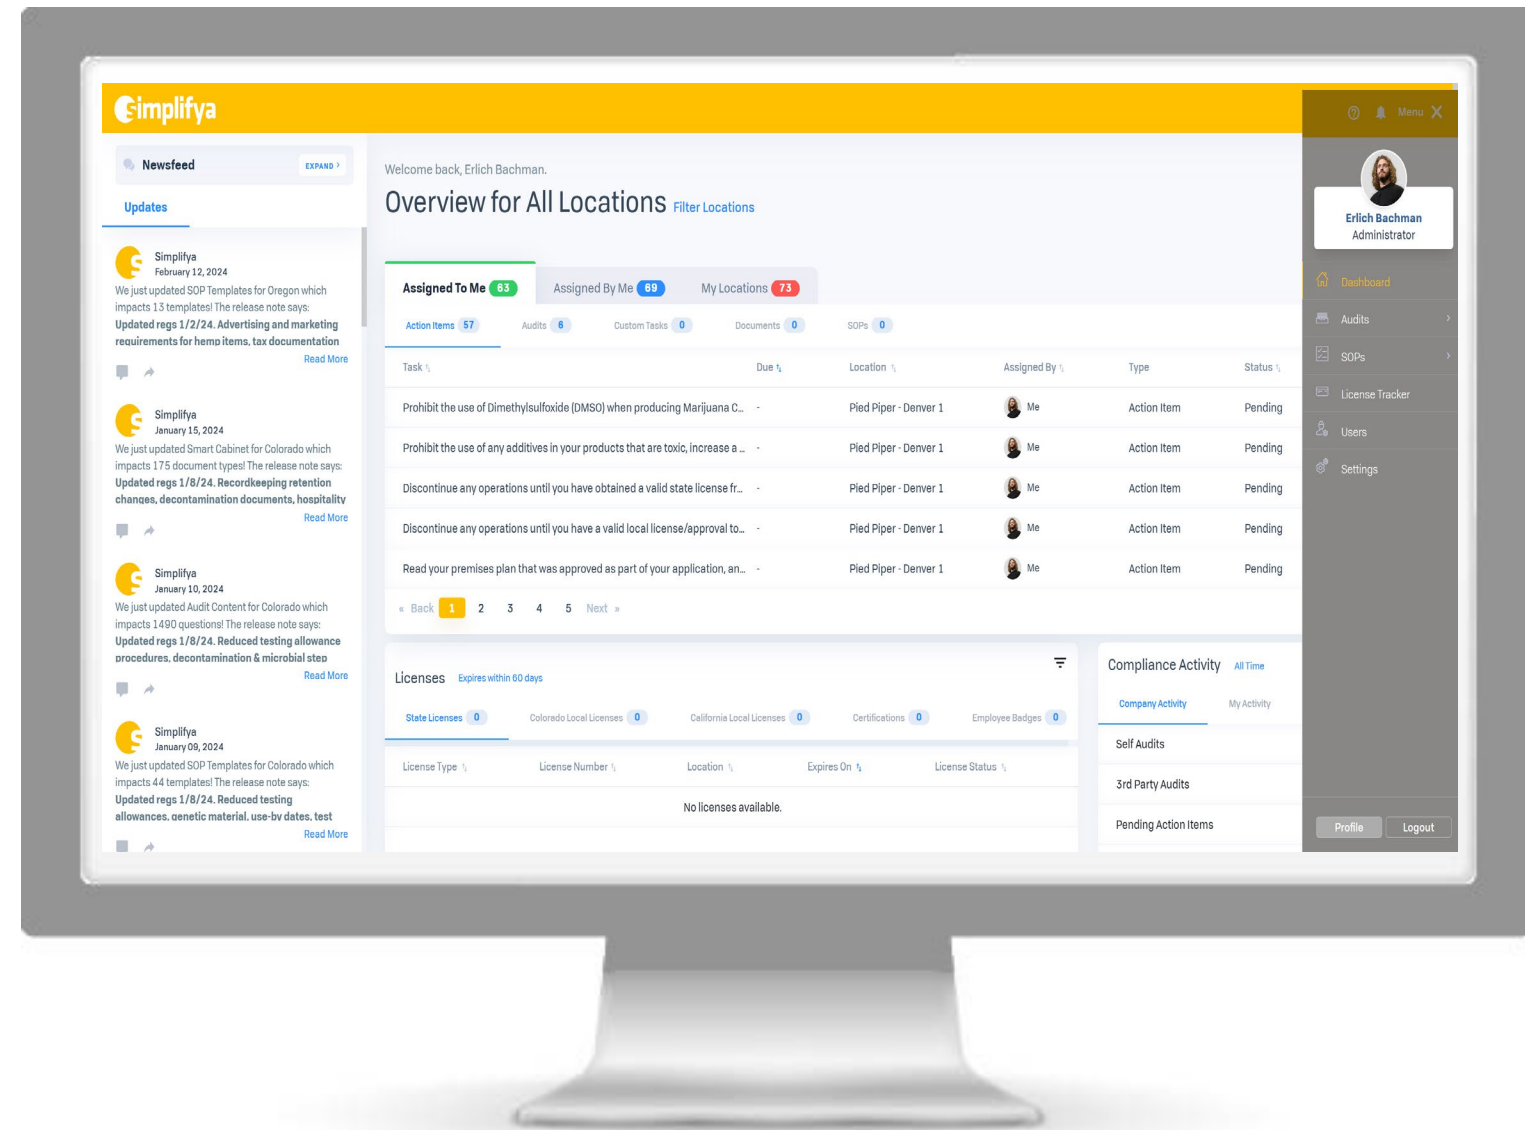 Simplifya
Menu X
Newsfeed
EXPAND >
Updates
Simplifya
February 12, 2024
We just updated SOP Templates for Oregon which
impacts 13 templates! The release note says:
Updated regs 1/2/24. Advertising and marketing
requirements for hemp items, tax documentation
Read More
Simplifya
January 15, 2024
We just updated Smart Cabinet for Colorado which
impacts 175 document types! The release note says:
Updated regs 1/8/24. Recordkeeping retention
changes, decontamination documents, hospitality
Read More
Simplifya
January 10, 2024
We just updated Audit Content for Colorado which
impacts 1490 questions! The release note says:
Updated regs 1/8/24. Reduced testing allowance
procedures, decontamination & microbial step
Read More
Simplifya
January 09, 2024
We just updated SOP Templates for Colorado which
impacts 44 templates! The release note says:
Updated regs 1/8/24. Reduced testing
allowances, genetic material, use-by dates, test
Read More
Welcome back, Erlich Bachman.
Overview for All Locations Filter Locations
Assigned To Me 63 Assigned By Me 69 My Locations 73
Action Items 57 Audits 6 Custom Tasks 0 Documents 0 SOPs 0
Task Due Location Assigned By Type Status
Prohibit the use of Dimethylsulfoxide (DMSO) when producing Marijuana C... - Pied Piper - Denver 1 Me Action Item Pending
Prohibit the use of any additives in your products that are toxic, increase a ... - Pied Piper - Denver 1 Me Action Item Pending
Discontinue any operations until you have obtained a valid state license fr... - Pied Piper - Denver 1 Me Action Item Pending
Discontinue any operations until you have a valid local license/approval to... - Pied Piper - Denver 1 Me Action Item Pending
Read your premises plan that was approved as part of your application, an... - Pied Piper - Denver 1 Me Action Item Pending
« Back 1 2 3 4 5 Next »
Licenses Expires within 60 days
State Licenses 0 Colorado Local Licenses 0 California Local Licenses 0 Certifications 0 Employee Badges 0
License Type License Number Location Expires On License Status
No licenses available.
Compliance Activity All Time
Company Activity My Activity
Self Audits
3rd Party Audits
Pending Action Items
Erlich Bachman
Administrator
Dashboard
Audits
SOPs
License Tracker
Users
Settings
Profile Logout